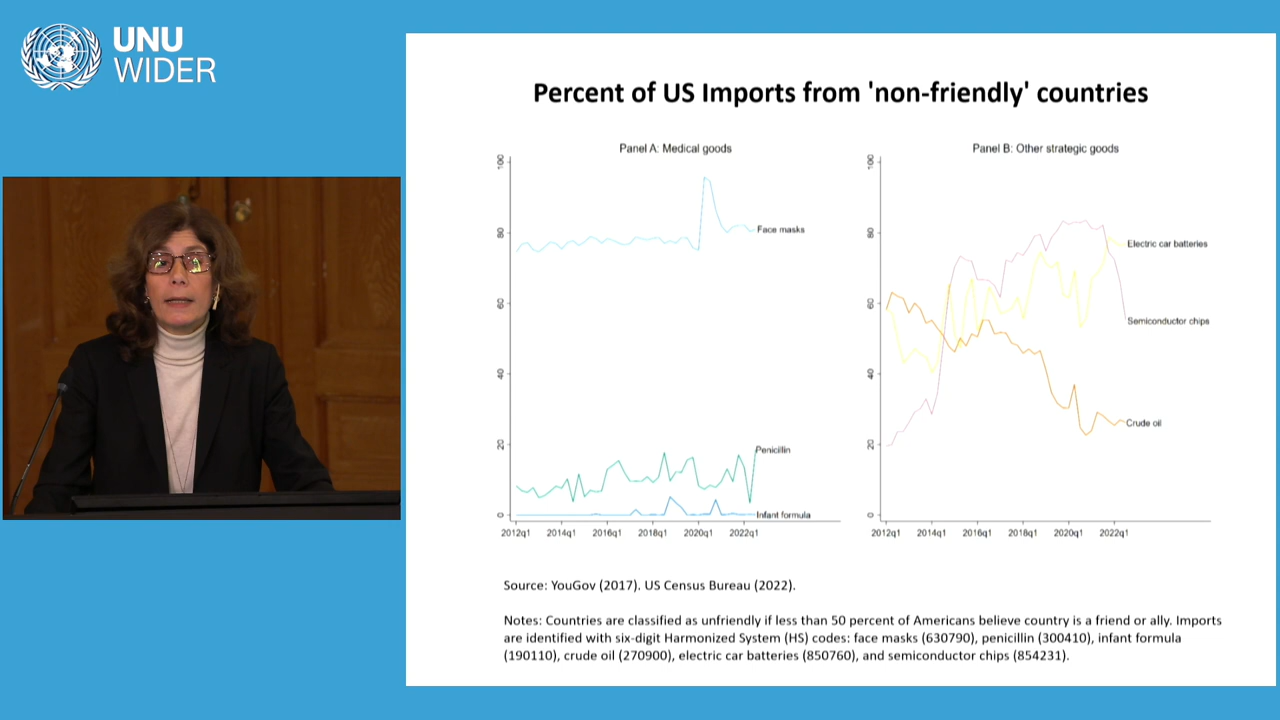 UNU
WIDER
Percent of US Imports from 'non-friendly' countries
Panel A: Medical goods
100
80
60
40
20
0
Face masks
Penicillin
Infant formula
2012q1 2014q1 2016q1 2018q1 2020q1 2022q1
Panel B: Other strategic goods
100
80
60
40
20
0
Electric car batteries
Semiconductor chips
Crude oil
2012q1 2014q1 2016q1 2018q1 2020q1 2022q1
Source: YouGov (2017). US Census Bureau (2022).
Notes: Countries are classified as unfriendly if less than 50 percent of Americans believe country is a friend or ally. Imports
are identified with six-digit Harmonized System (HS) codes: face masks (630790), penicillin (300410), infant formula
(190110), crude oil (270900), electric car batteries (850760), and semiconductor chips (854231).